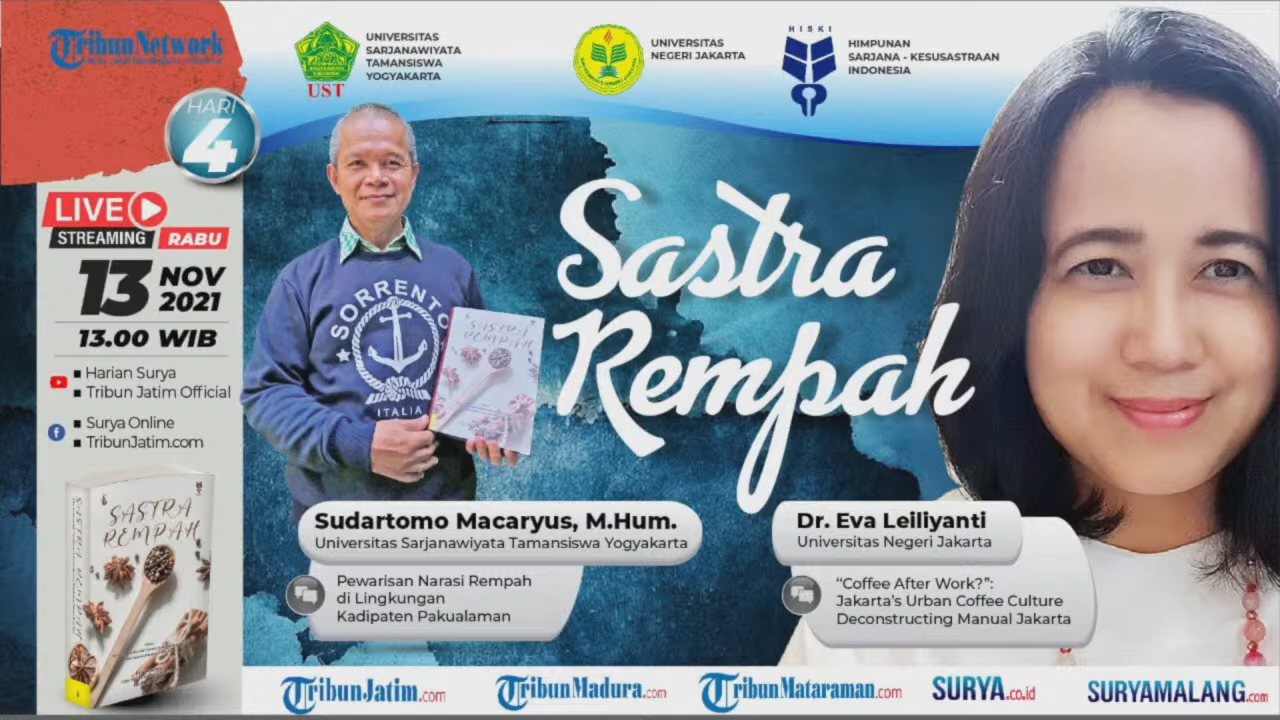 TribunNetwork
HARI
4
UNIVERSITAS
SARJANAWIYATA
TAMANSISWA
YOGYAKARTA
UST
UNIVERSITAS
NEGERI JAKARTA
HISKI
HIMPUNAN
SARJANA - KESUSASTRAAN
INDONESIA
LIVE
STREAMING
RABU
13 NOV
2021
13.00 WIB
Harian Surya
Tribun Jatim Official
Surya Online
TribunJatim.com
SASTRA
REMPAH
SASTRA REMPAH
SORRENTO
ITALIA
SASTRA
REMPAH
Sastra
Rempah
Sudartomo Macaryus, M.Hum.
Universitas Sarjanawiyata Tamansiswa Yogyakarta
Pewarisan Narasi Rempah
di Lingkungan
Kadipaten Pakualaman
Dr. Eva Leiliyanti
Universitas Negeri Jakarta
“Coffee After Work?”:
Jakarta’s Urban Coffee Culture
Deconstructing Manual Jakarta
TribunJatim.com
TribunMadura.com
TribunMataraman.com
SURYA.co.id
SURYAMALANG.com